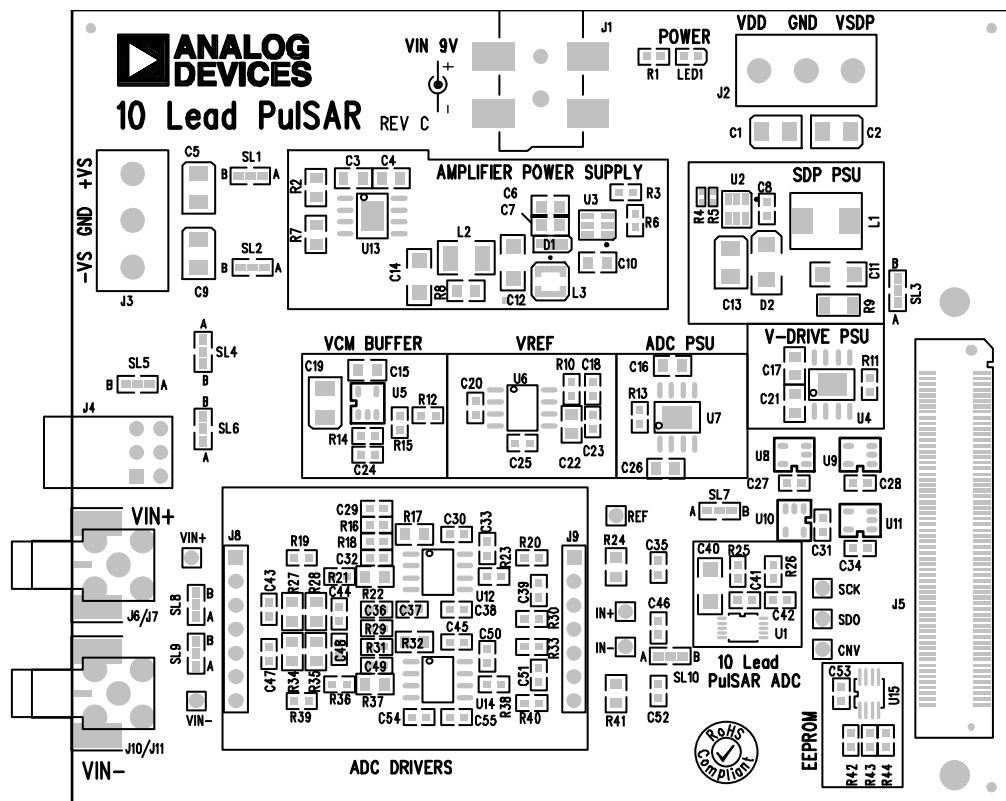 ANALOG
DEVICES
10 Lead PulSAR
REV C
VIN 9V
+
-
J1
POWER
R1
LED1
VDD GND VSDP
J2
C1
C2
-VS GND +VS
J3
C5
C9
B SL1 A
B SL2 A
AMPLIFIER POWER SUPPLY
R2
R7
C3
C4
U13
C14
L2
R8
C6
C7
D1
C12
L3
U3
C10
R3
R6
SDP PSU
R4
R5
U2
C8
L1
C13
D2
C11
R9
B
SL3
A
A
SL4
B
B SL5 A
J4
B
SL6
A
VCM BUFFER
C19
C15
U5
R12
R14
R15
C24
VREF
C20
U6
R10
C18
C25
C22
C23
ADC PSU
C16
R13
U7
C26
V-DRIVE PSU
C17
C21
R11
U4
U8
U9
C27
C28
SL7
A B
U10
U11
C31
C34
VIN+
VIN+
J6/J7
B
SL8
A
B
SL9
A
VIN-
J10/J11
VIN-
J8
J9
C29
R16
R18
R17
C30
C33
R19
C32
R23
R20
R21
C43
R27
R28
C44
R22
U12
C39
C36
C37
C38
R30
R29
C45
R31
R32
C50
R33
C47
C48
C49
C51
R34
R35
R36
R37
U14
R38
R39
C54
C55
R40
ADC DRIVERS
REF
R24
C35
IN+
C46
IN-
A B
SL10
R41
C52
C40
R25
C41
R26
C42
U1
10 Lead
PulSAR ADC
SCK
SDO
CNV
J5
EEPROM
C53
U15
R42
R43
R44
RoHS
Compliant